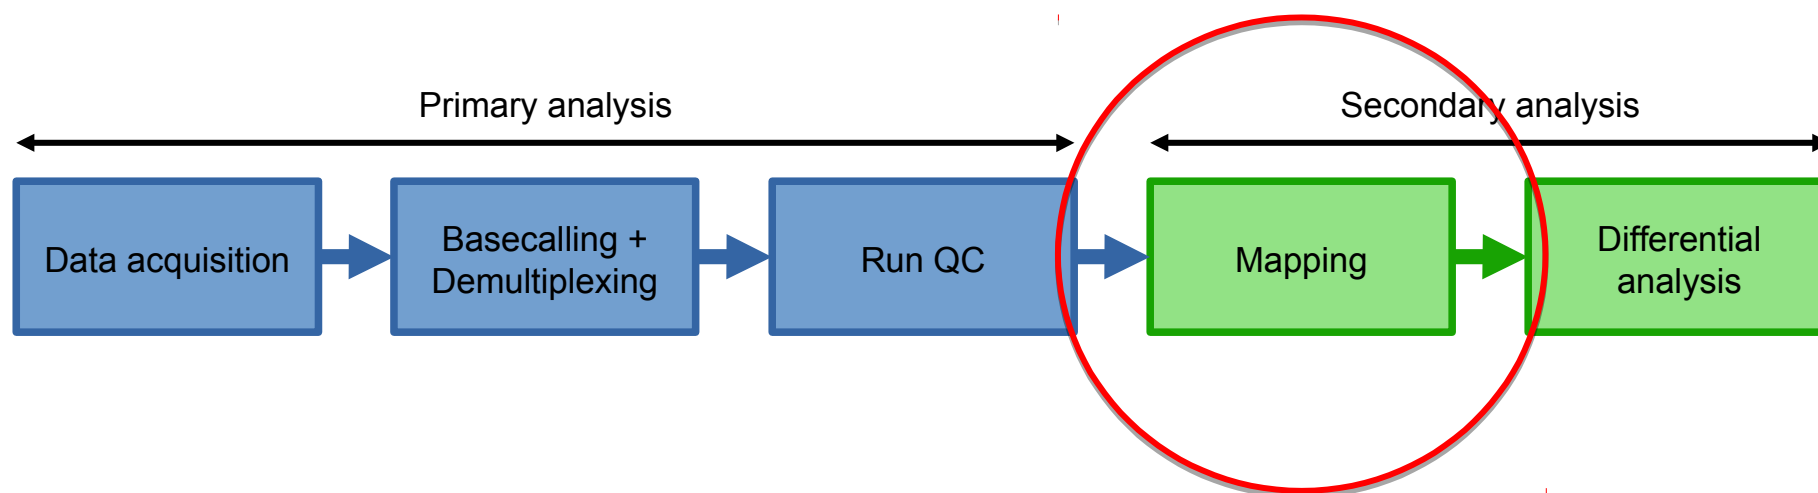 Primary analysis
Secondary analysis
Data acquisition
Basecalling +
Demultiplexing
Run QC
Mapping
Differential
analysis